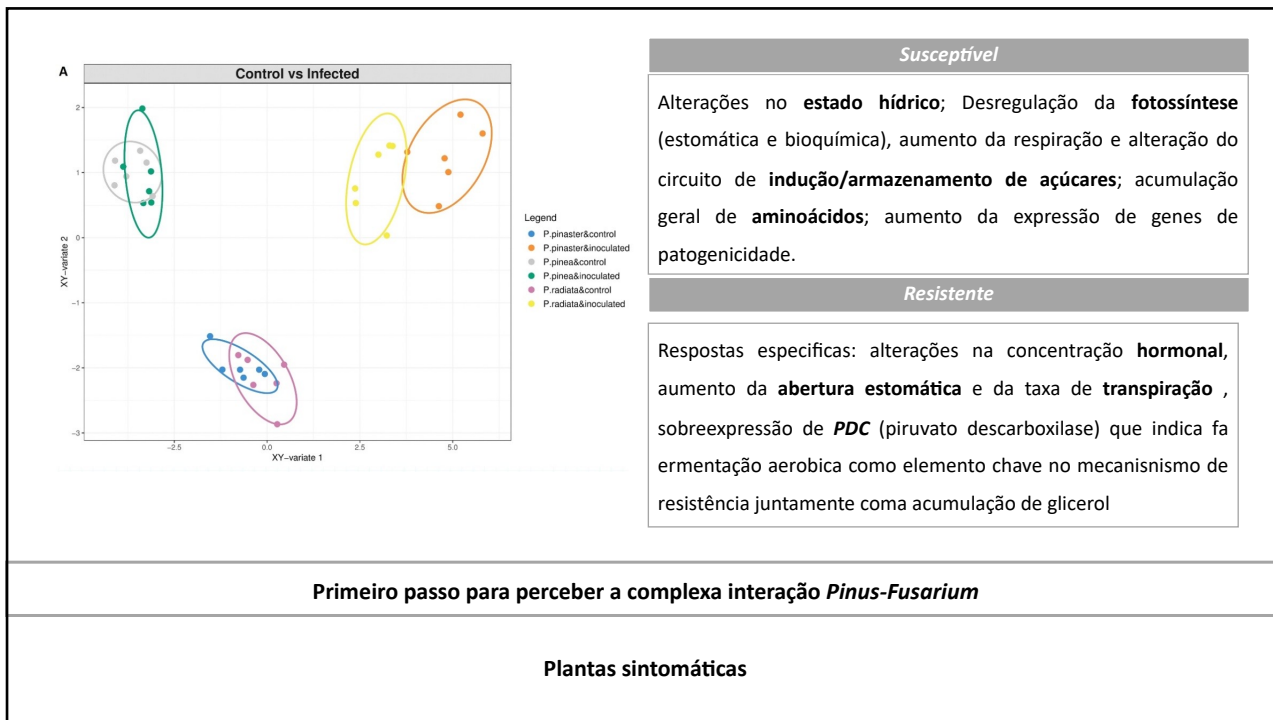 A
Control vs Infected
2
1
0
−1
−2
−3
XY−variate 2
−2.5
0.0
2.5
5.0
XY−variate 1
Legend
P.pinaster&control
P.pinaster&inoculated
P.pinea&control
P.pinea&inoculated
P.radiata&control
P.radiata&inoculated
Susceptível
Alterações no estado hídrico; Desregulação da fotossíntese
(estomática e bioquímica), aumento da respiração e alteração do
circuito de indução/armazenamento de açúcares; acumulação
geral de aminoácidos; aumento da expressão de genes de
patogenicidade.
Resistente
Respostas especificas: alterações na concentração hormonal,
aumento da abertura estomática e da taxa de transpiração ,
sobreexpressão de PDC (piruvato descarboxilase) que indica fa
ermentação aerobica como elemento chave no mecanisnismo de
resistência juntamente coma acumulação de glicerol
Primeiro passo para perceber a complexa interação Pinus-Fusarium
Plantas sintomáticas